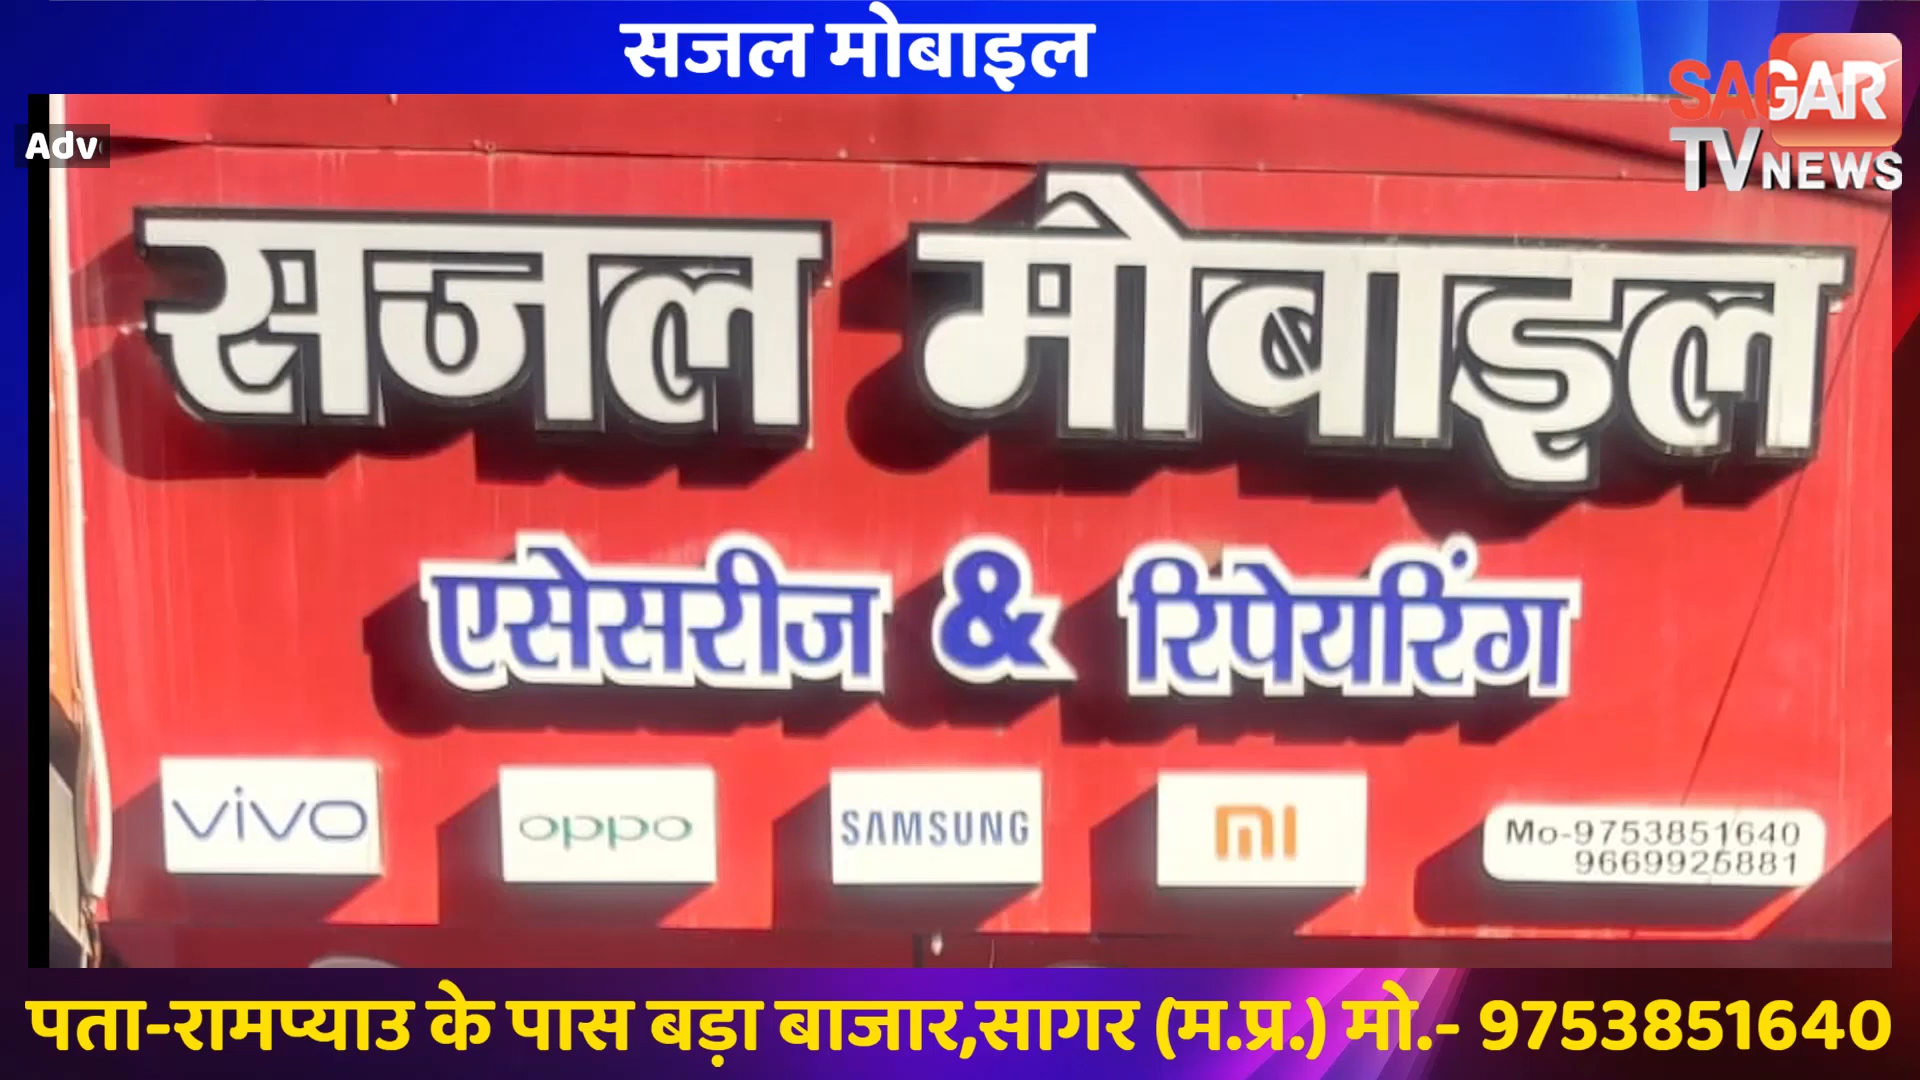 सजल मोबाइल
SAGAR
TV NEWS
Adv
सजल मोबाइल
एसेसरीज & रिपेयरिंग
vivo
oppo
SAMSUNG
mi
Mo-9753851640
9669925881
पता-रामप्याउ के पास बड़ा बाजार,सागर (म.प्र.) मो.- 9753851640